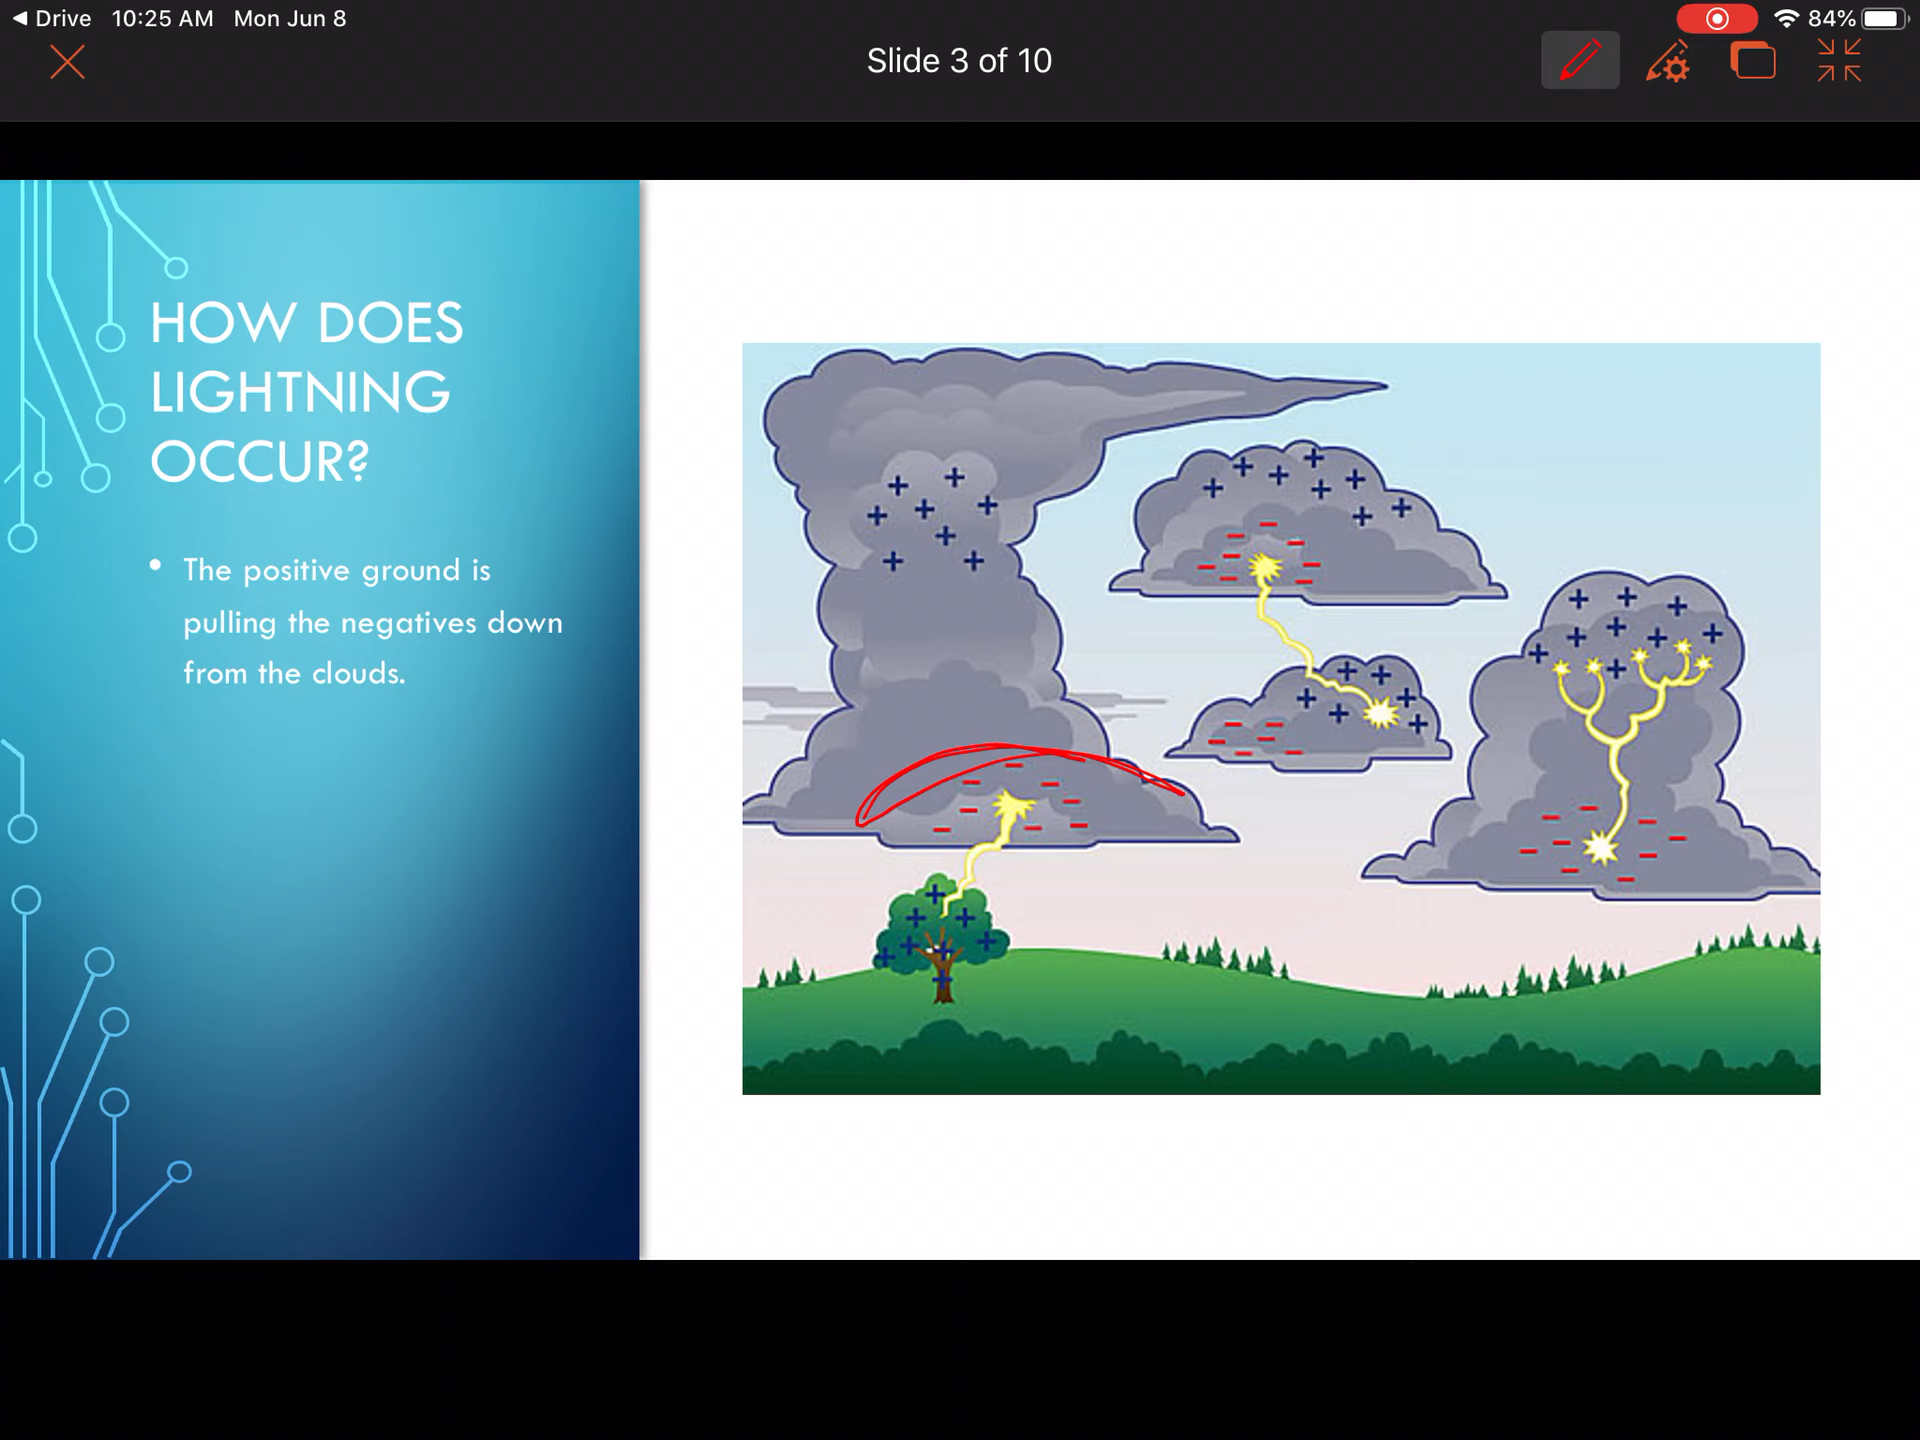 Drive 10:25 AM Mon Jun 8 84%
Slide 3 of 10
HOW DOES
LIGHTNING
OCCUR?
• The positive ground is
pulling the negatives down
from the clouds.